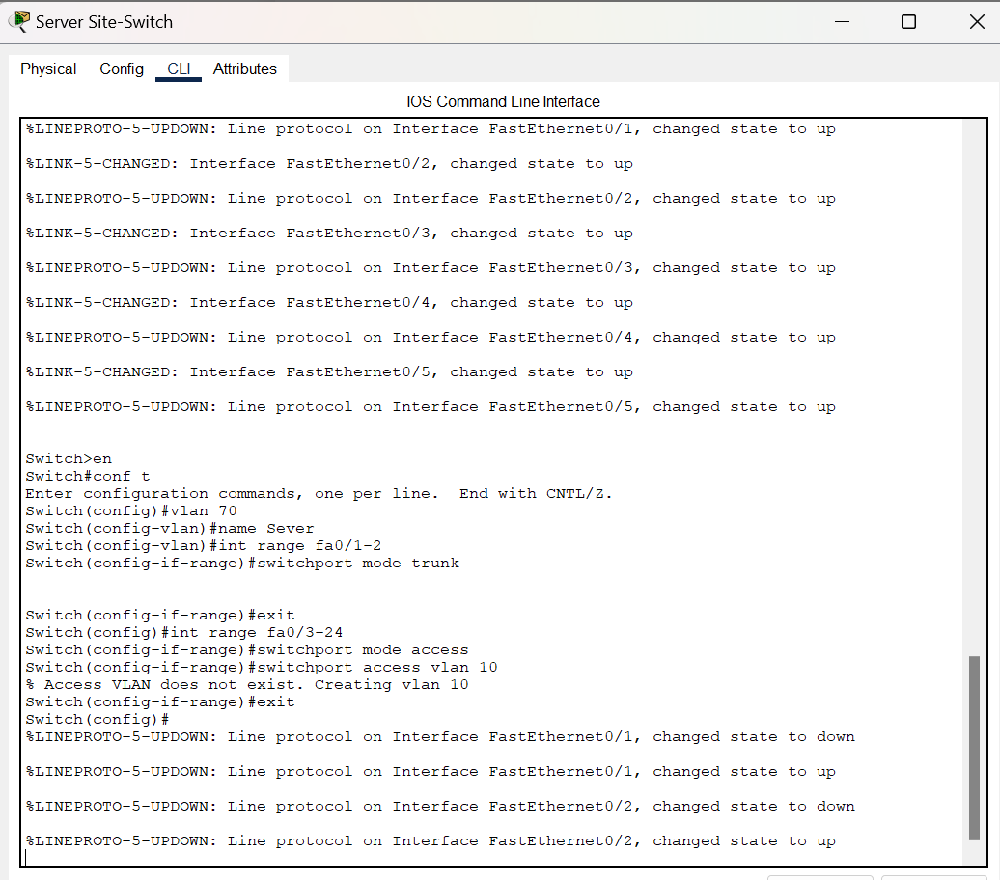 Server Site-Switch
Physical Config CLI Attributes
IOS Command Line Interface
%LINEPROTO-5-UPDOWN: Line protocol on Interface FastEthernet0/1, changed state to up
%LINK-5-CHANGED: Interface FastEthernet0/2, changed state to up
%LINEPROTO-5-UPDOWN: Line protocol on Interface FastEthernet0/2, changed state to up
%LINK-5-CHANGED: Interface FastEthernet0/3, changed state to up
%LINEPROTO-5-UPDOWN: Line protocol on Interface FastEthernet0/3, changed state to up
%LINK-5-CHANGED: Interface FastEthernet0/4, changed state to up
%LINEPROTO-5-UPDOWN: Line protocol on Interface FastEthernet0/4, changed state to up
%LINK-5-CHANGED: Interface FastEthernet0/5, changed state to up
%LINEPROTO-5-UPDOWN: Line protocol on Interface FastEthernet0/5, changed state to up
Switch>en
Switch#conf t
Enter configuration commands, one per line.  End with CNTL/Z.
Switch(config)#vlan 70
Switch(config-vlan)#name Sever
Switch(config-vlan)#int range fa0/1-2
Switch(config-if-range)#switchport mode trunk
Switch(config-if-range)#exit
Switch(config)#int range fa0/3-24
Switch(config-if-range)#switchport mode access
Switch(config-if-range)#switchport access vlan 10
% Access VLAN does not exist. Creating vlan 10
Switch(config-if-range)#exit
Switch(config)#
%LINEPROTO-5-UPDOWN: Line protocol on Interface FastEthernet0/1, changed state to down
%LINEPROTO-5-UPDOWN: Line protocol on Interface FastEthernet0/1, changed state to up
%LINEPROTO-5-UPDOWN: Line protocol on Interface FastEthernet0/2, changed state to down
%LINEPROTO-5-UPDOWN: Line protocol on Interface FastEthernet0/2, changed state to up